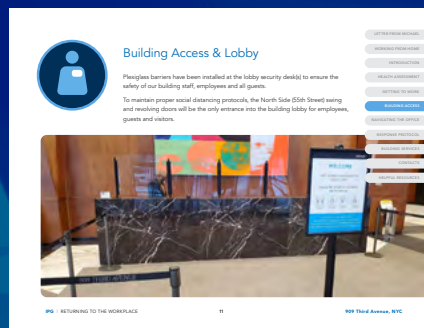 LETTER FROM MICHAEL
WORKING FROM HOME
INTRODUCTION
HEALTH ASSESSMENT
GETTING TO WORK
BUILDING ACCESS
NAVIGATING THE OFFICE
RESPONSE PROTOCOL
BUILDING SERVICES
CONTACTS
HELPFUL RESOURCES
Building Access & Lobby
Plexiglass barriers have been installed at the lobby security desk(s) to ensure the
safety of our building staff, employees and all guests.
To maintain proper social distancing protocols, the North Side (55th Street) swing
and revolving doors will be the only entrance into the building lobby for employees,
guests and visitors.
WELCOME
909 THIRD AVENUE
IPG | RETURNING TO THE WORKPLACE
11
909 Third Avenue, NYC